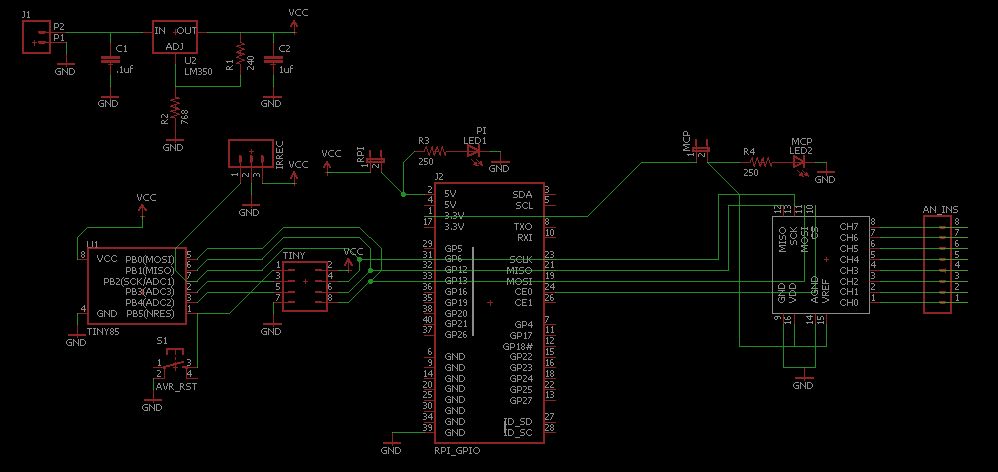 J1
P2
P1
GND
C1
.1uf
GND
IN
OUT
ADJ
U2
LM350
R1
240
VCC
C2
1uf
GND
R2
768
GND
IRREC
1 2 3
GND
VCC
VCC
RPI
1
2
R3
250
PI
LED1
GND
MCP
1
2
R4
250
MCP
LED2
GND
VCC
U1
8 VCC
4 GND
PB0(MOSI) 5
PB1(MISO) 6
PB2(SCK/ADC1) 7
PB3(ADC3) 2
PB4(ADC2) 3
PB5(NRES) 1
TINY85
GND
S1
1 3
2 4
AVR_RST
GND
TINY
1 2
3 4
5 6
7 8
VCC
GND
J2
2 5V
4 5V
1 3.3V
17 3.3V
29 GP5
31 GP6
32 GP12
33 GP13
36 GP16
35 GP19
38 GP20
40 GP21
37 GP26
6 GND
9 GND
14 GND
20 GND
25 GND
30 GND
34 GND
39 GND
SDA 3
SCL 5
TXO 8
RXI 10
SCLK 23
MISO 21
MOSI 19
CE0 24
CE1 26
GP4 7
GP17 11
GP18# 12
GP22 15
GP23 16
GP24 18
GP25 22
GP27 13
ID_SD 27
ID_SC 28
RPI_GPIO
GND
12 13 11 10
MISO
SCK
MOSI
CS
CH7 8
CH6 7
CH5 6
CH4 5
CH3 4
CH2 3
CH1 2
CH0 1
GND
VDD
AGND
VREF
9 16 14 15
GND
AN_INS
8
7
6
5
4
3
2
1